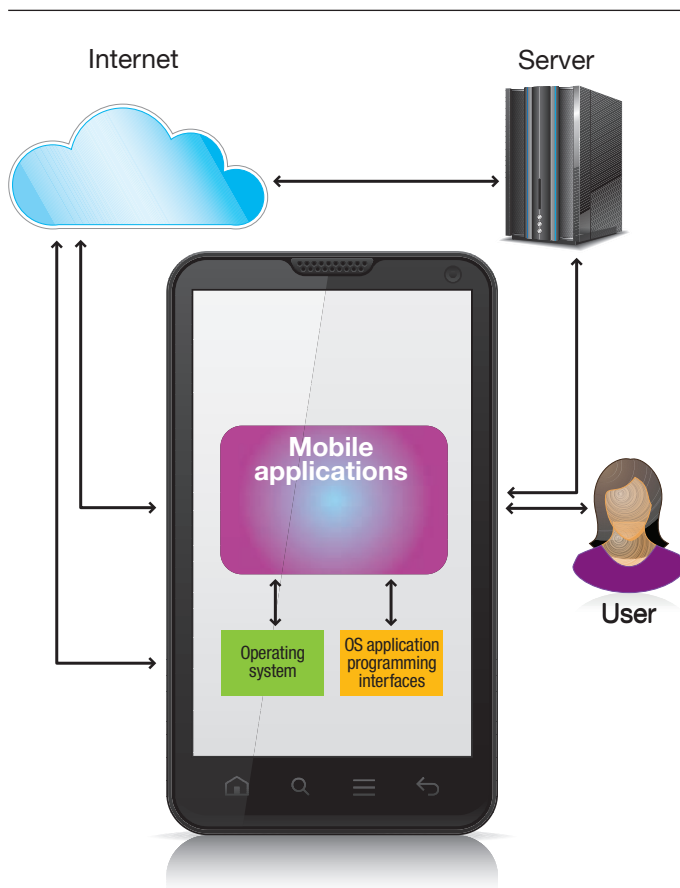 Internet
Server
Mobile
applications
Operating
system
OS application
programming
interfaces
User